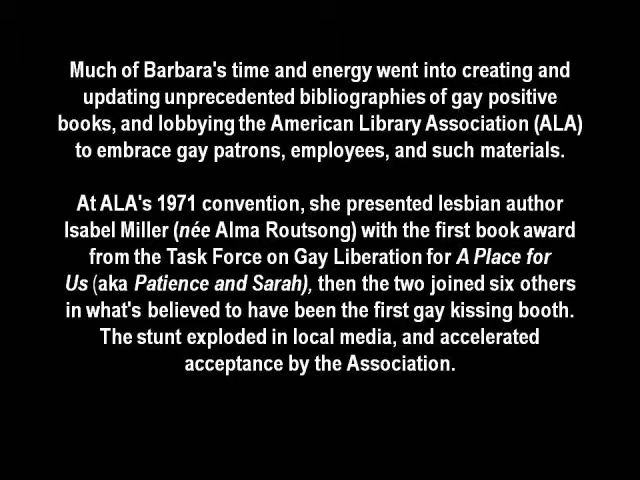 Much of Barbara's time and energy went into creating and
updating unprecedented bibliographies of gay positive
books, and lobbying the American Library Association (ALA)
to embrace gay patrons, employees, and such materials.
At ALA's 1971 convention, she presented lesbian author
Isabel Miller (née Alma Routsong) with the first book award
from the Task Force on Gay Liberation for A Place for
Us (aka Patience and Sarah), then the two joined six others
in what's believed to have been the first gay kissing booth.
The stunt exploded in local media, and accelerated
acceptance by the Association.